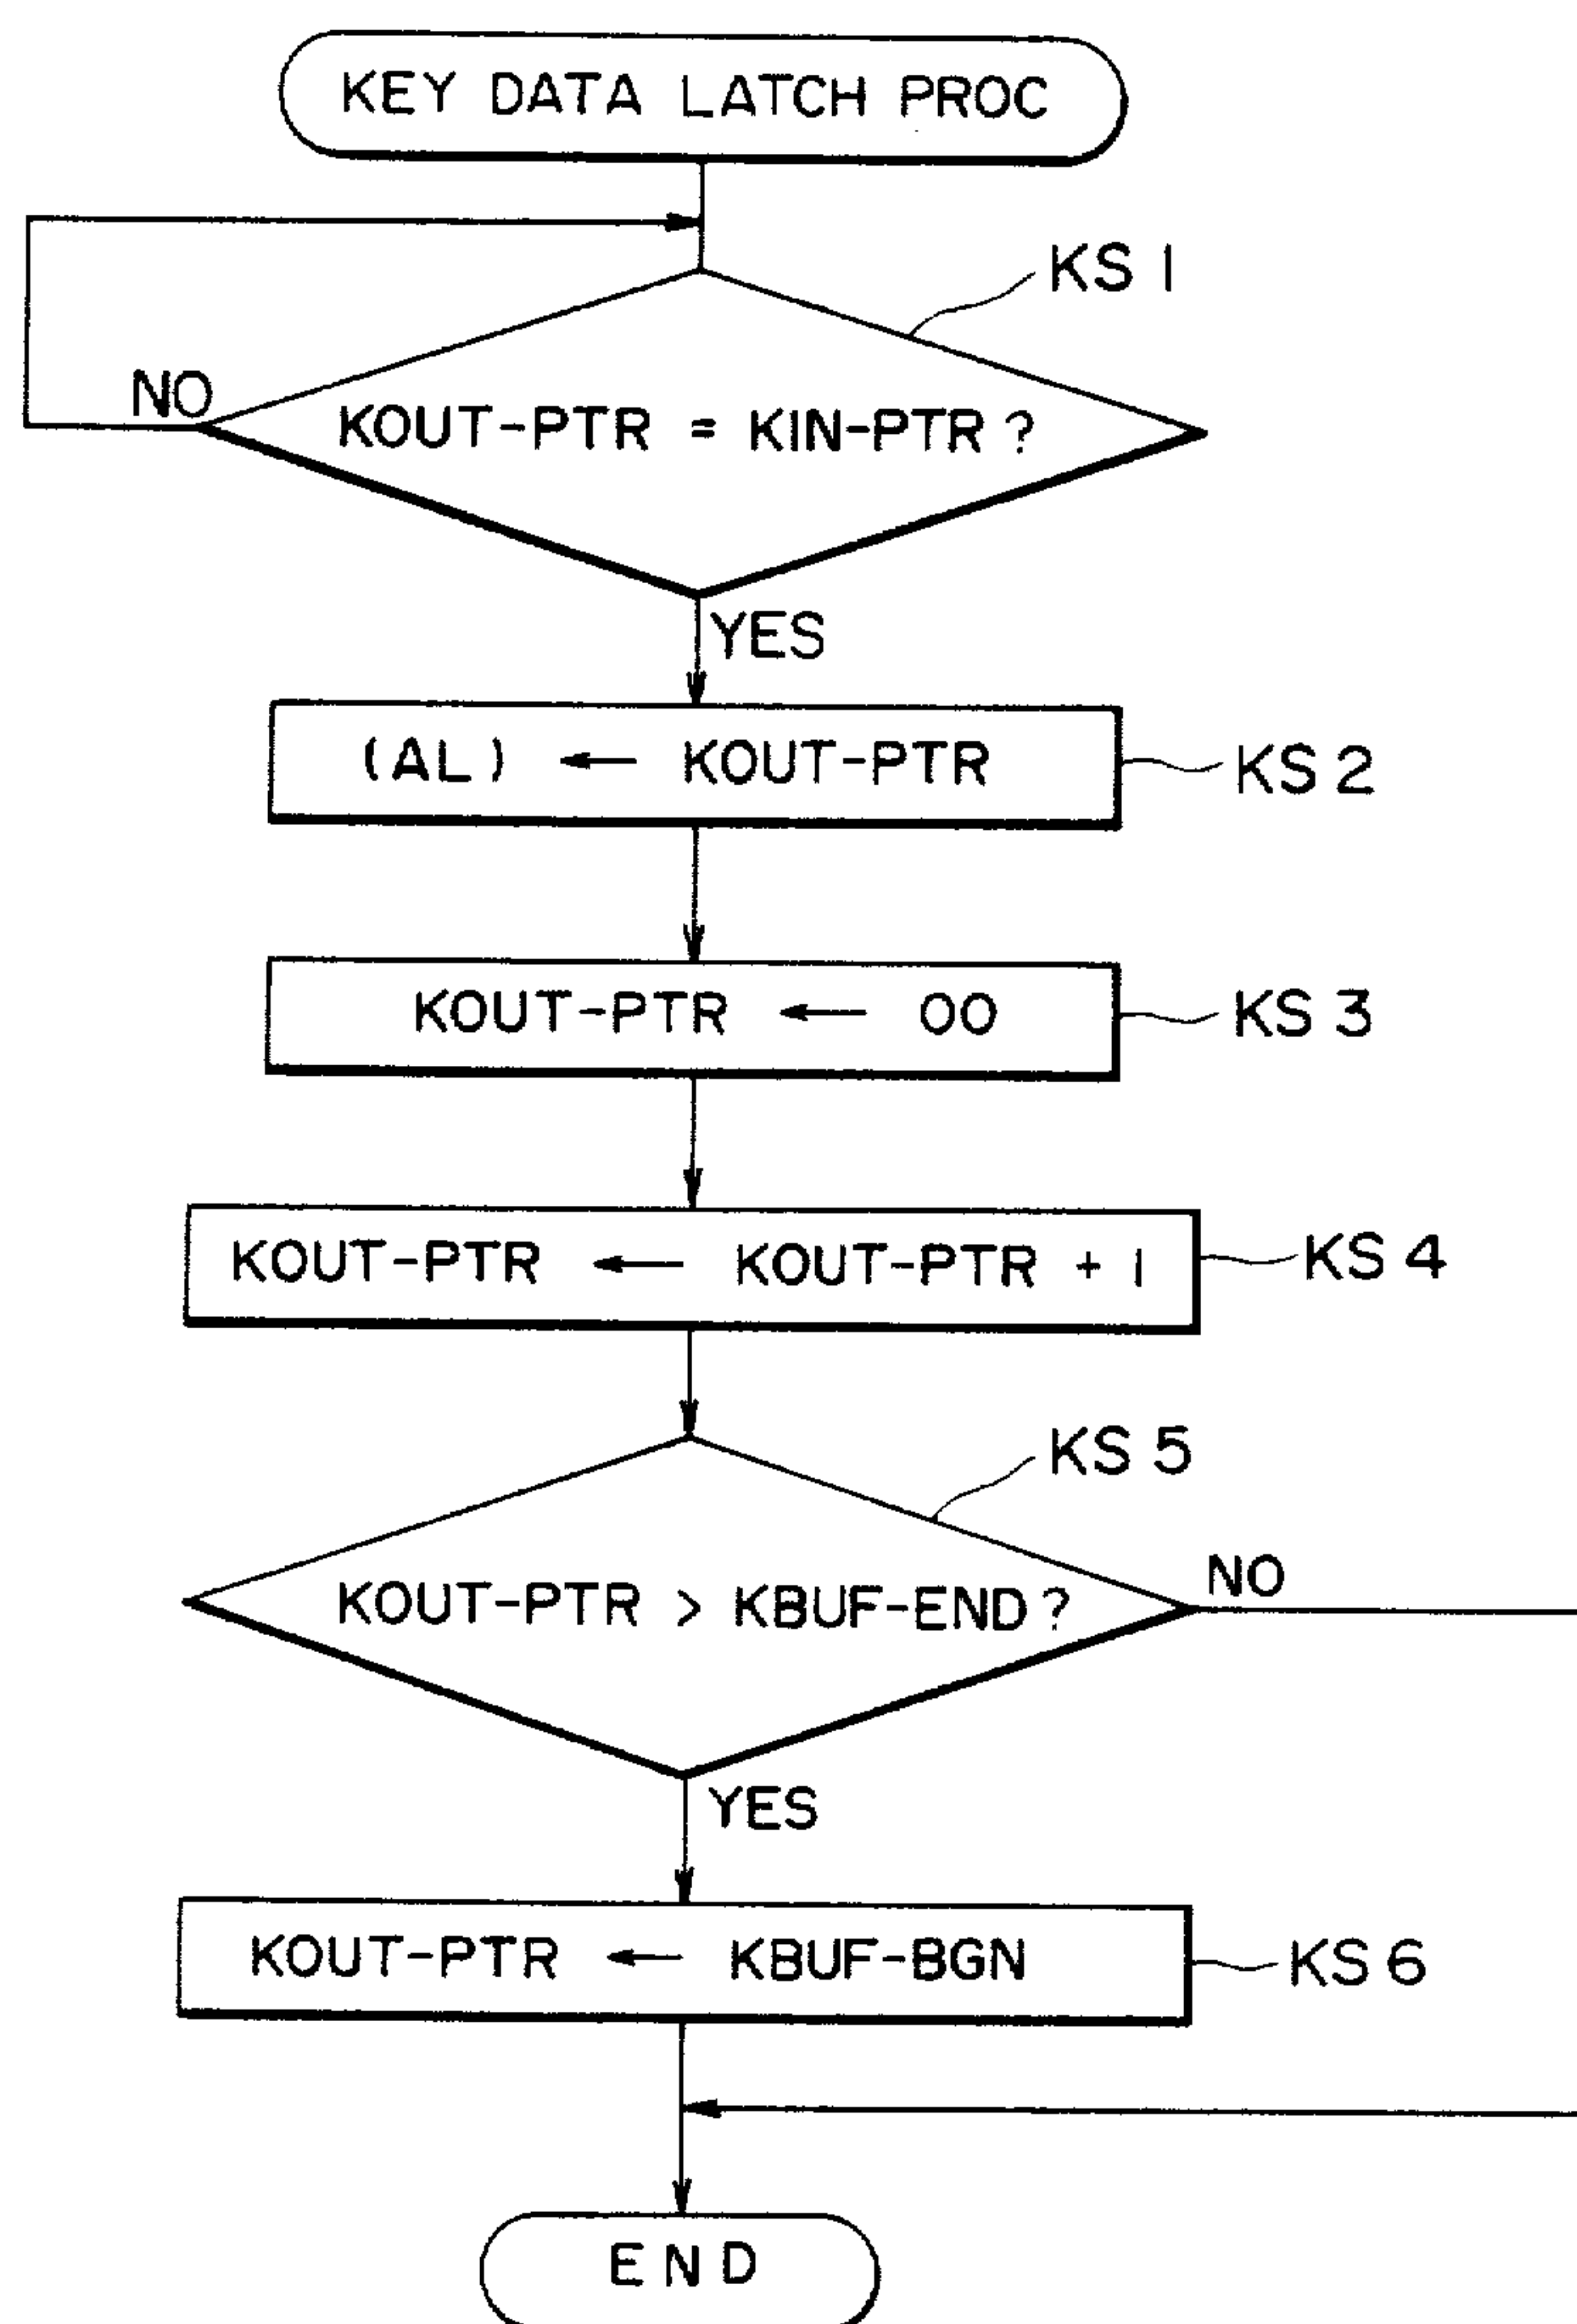 KEY DATA LATCH PROC
KS 1
NO
KOUT-PTR = KIN-PTR ?
YES
(AL) ← KOUT-PTR
KS 2
KOUT-PTR ← 00
KS 3
KOUT-PTR ← KOUT-PTR + 1
KS 4
KS 5
NO
KOUT-PTR > KBUF-END ?
YES
KOUT-PTR ← KBUF-BGN
KS 6
END